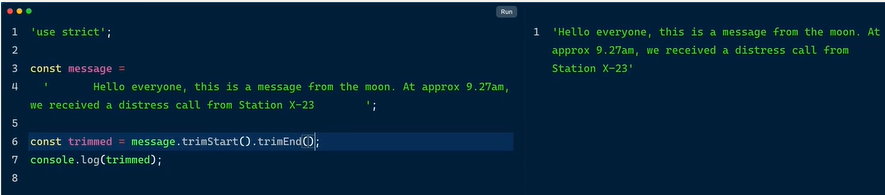 Run
1 'use strict';
2
3 const message =
4 '       Hello everyone, this is a message from the moon. At approx 9.27am,
we received a distress call from Station X-23        ';
5
6 const trimmed = message.trimStart().trimEnd();
7 console.log(trimmed);
8
1 'Hello everyone, this is a message from the moon. At
approx 9.27am, we received a distress call from
Station X-23'